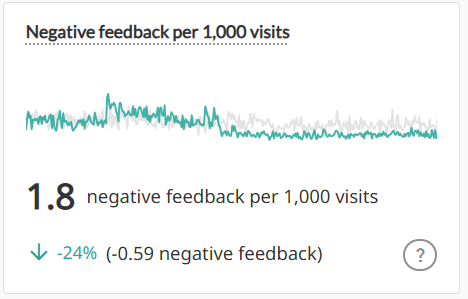 Negative feedback per 1,000 visits
1.8 negative feedback per 1,000 visits
↓ -24% (-0.59 negative feedback)
?